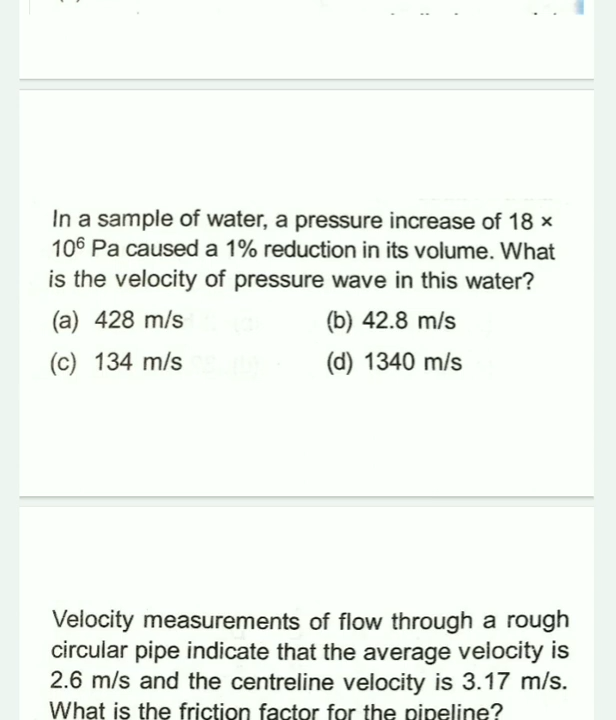 In a sample of water, a pressure increase of 18 ×
10⁶ Pa caused a 1% reduction in its volume. What
is the velocity of pressure wave in this water?
(a) 428 m/s (b) 42.8 m/s
(c) 134 m/s (d) 1340 m/s
Velocity measurements of flow through a rough
circular pipe indicate that the average velocity is
2.6 m/s and the centreline velocity is 3.17 m/s.
What is the friction factor for the pipeline?